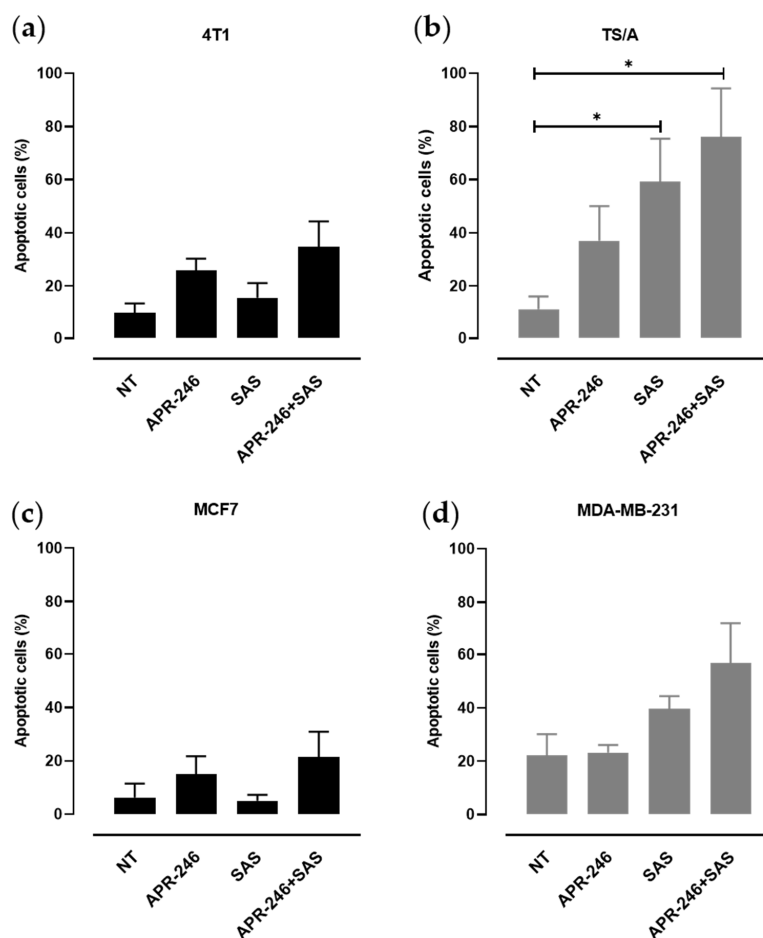 (a)
4T1
Apoptotic cells (%)
100
80
60
40
20
0
NT
APR-246
SAS
APR-246+SAS
(b)
TS/A
Apoptotic cells (%)
100
80
60
40
20
0
*
*
NT
APR-246
SAS
APR-246+SAS
(c)
MCF7
Apoptotic cells (%)
100
80
60
40
20
0
NT
APR-246
SAS
APR-246+SAS
(d)
MDA-MB-231
Apoptotic cells (%)
100
80
60
40
20
0
NT
APR-246
SAS
APR-246+SAS